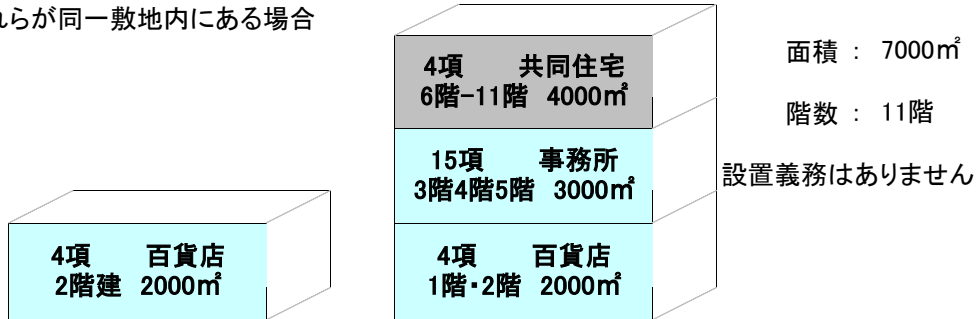 れらが同一敷地内にある場合
4項　　共同住宅
6階-11階　4000㎡
15項　　事務所
3階4階5階　3000㎡
4項　　百貨店
1階・2階　2000㎡
4項　　百貨店
2階建　2000㎡
面積 ： 7000㎡
階数 ： 11階
設置義務はありません